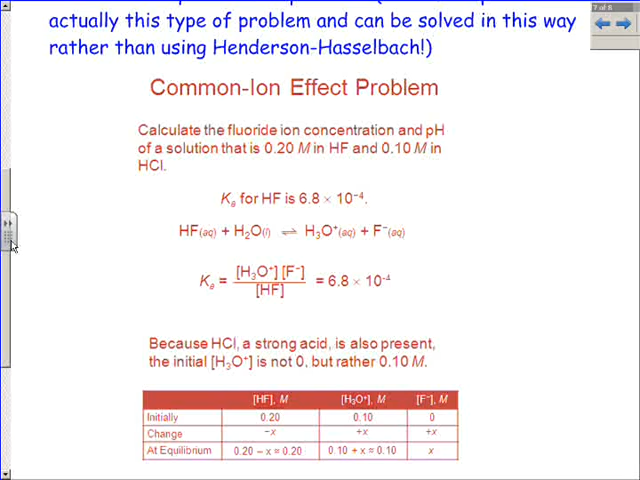 actually this type of problem and can be solved in this way
rather than using Henderson-Hasselbach!)
7 of 8
Common-Ion Effect Problem
Calculate the fluoride ion concentration and pH
of a solution that is 0.20 M in HF and 0.10 M in
HCl.
Kₐ for HF is 6.8 × 10⁻⁴.
HF(aq) + H₂O(l) ⇌ H₃O⁺(aq) + F⁻(aq)
Kₐ = [H₃O⁺] [F⁻] / [HF] = 6.8 × 10⁻⁴
Because HCl, a strong acid, is also present,
the initial [H₃O⁺] is not 0, but rather 0.10 M.
[HF], M [H₃O⁺], M [F⁻], M
Initially 0.20 0.10 0
Change −x +x +x
At Equilibrium 0.20 − x ≈ 0.20 0.10 + x ≈ 0.10 x